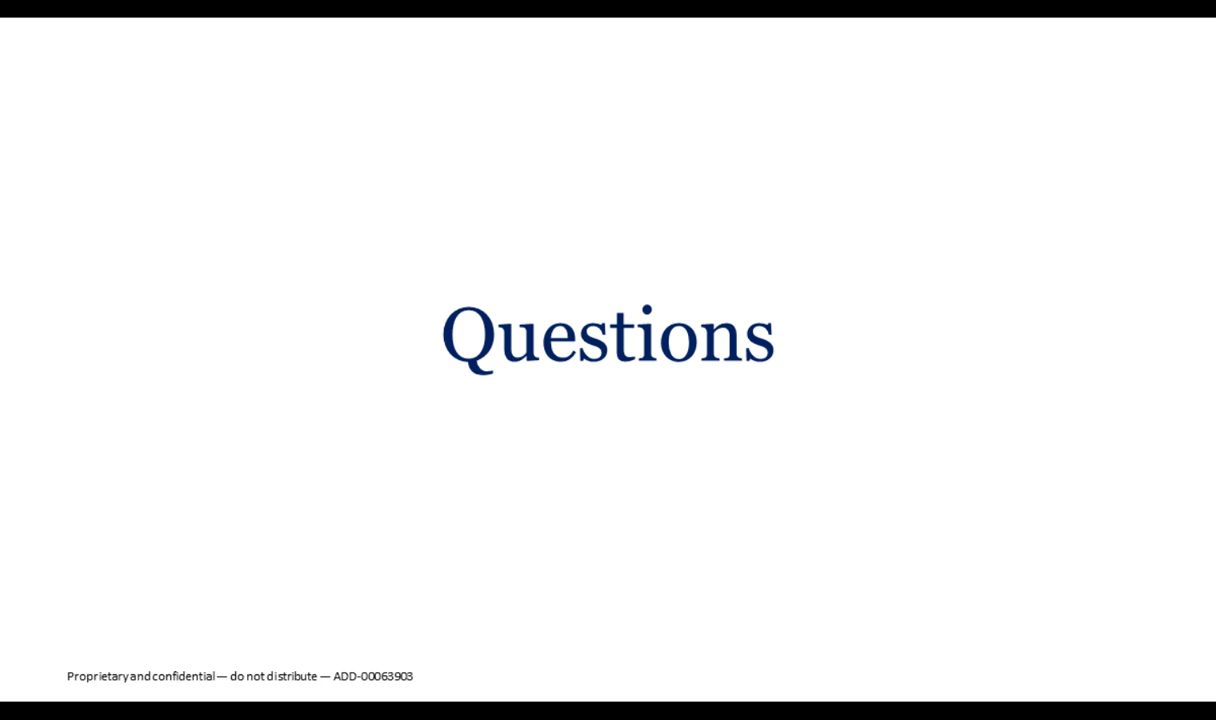 Questions
Proprietary and confidential — do not distribute — ADD-00063903